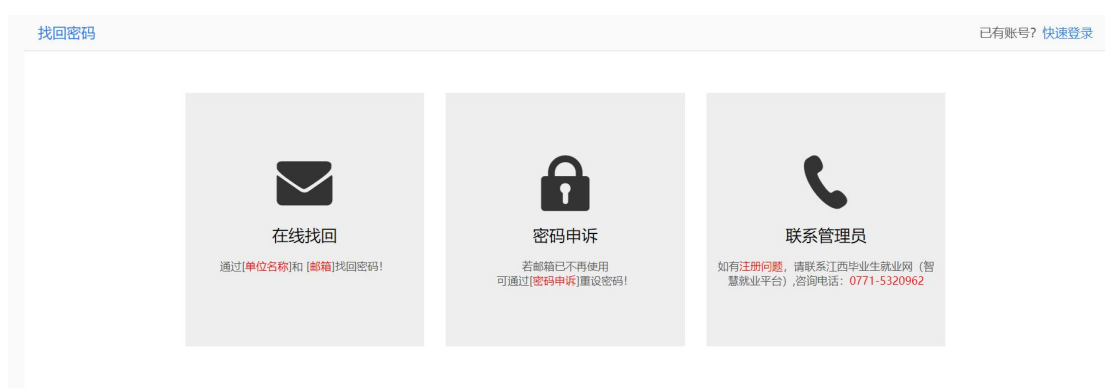 找回密码
已有账号？快速登录
在线找回
通过[单位名称]和 [邮箱]找回密码！
密码申诉
若邮箱已不再使用
可通过[密码申诉]重设密码！
联系管理员
如有注册问题，请联系江西毕业生就业网（智
慧就业平台）,咨询电话：0771-5320962